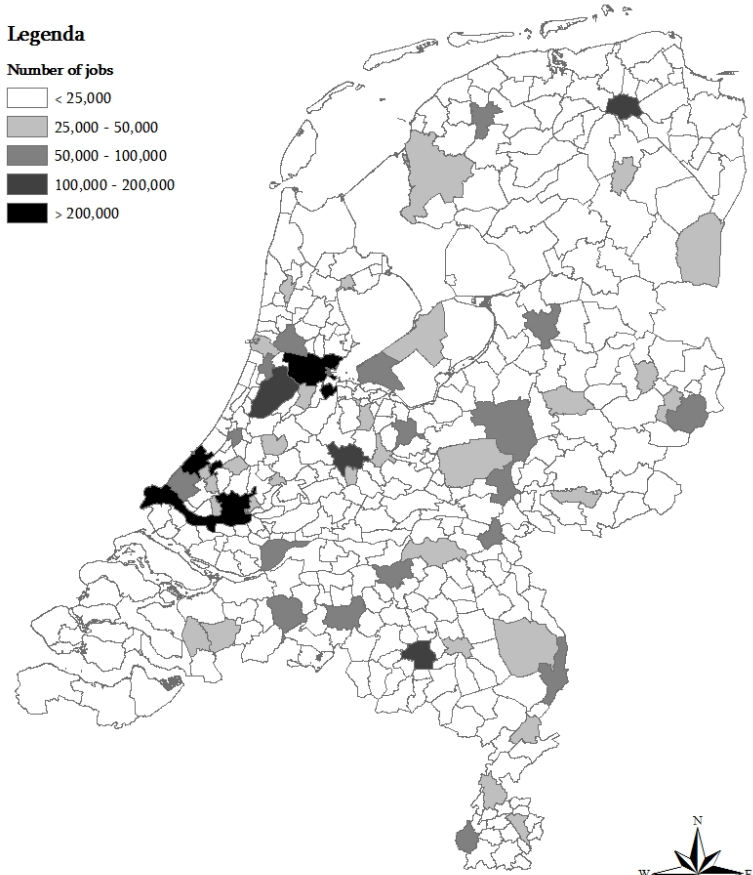 Legenda
Number of jobs
< 25,000
25,000 - 50,000
50,000 - 100,000
100,000 - 200,000
> 200,000
N
W E